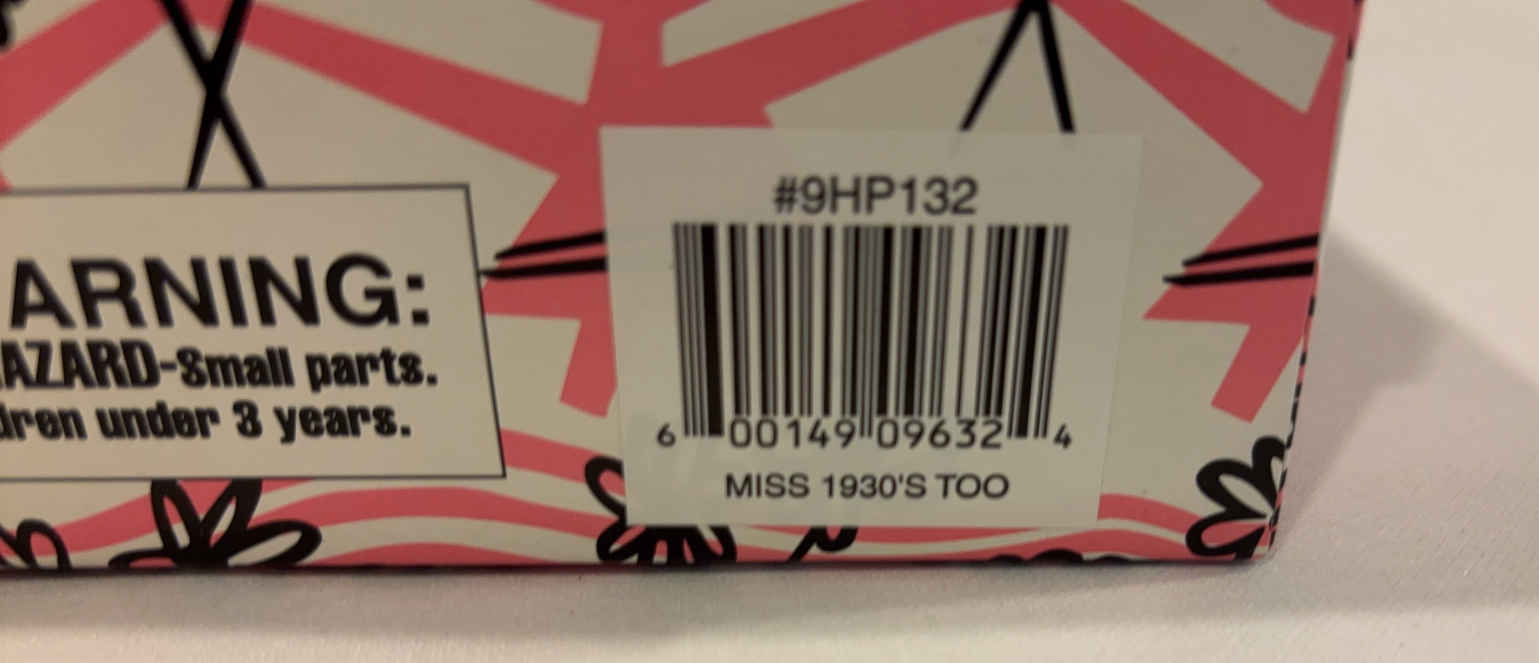 ARNING:
AZARD-Small parts.
dren under 3 years.
#9HP132
6 00149 09632 4
MISS 1930'S TOO